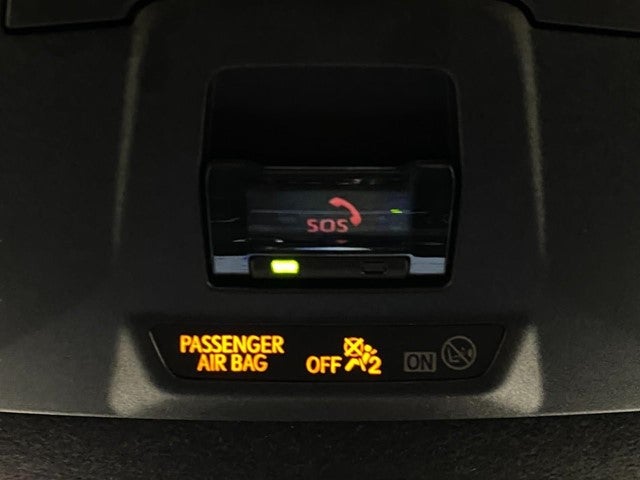 SOS
PASSENGER
AIR BAG
OFF 2
ON